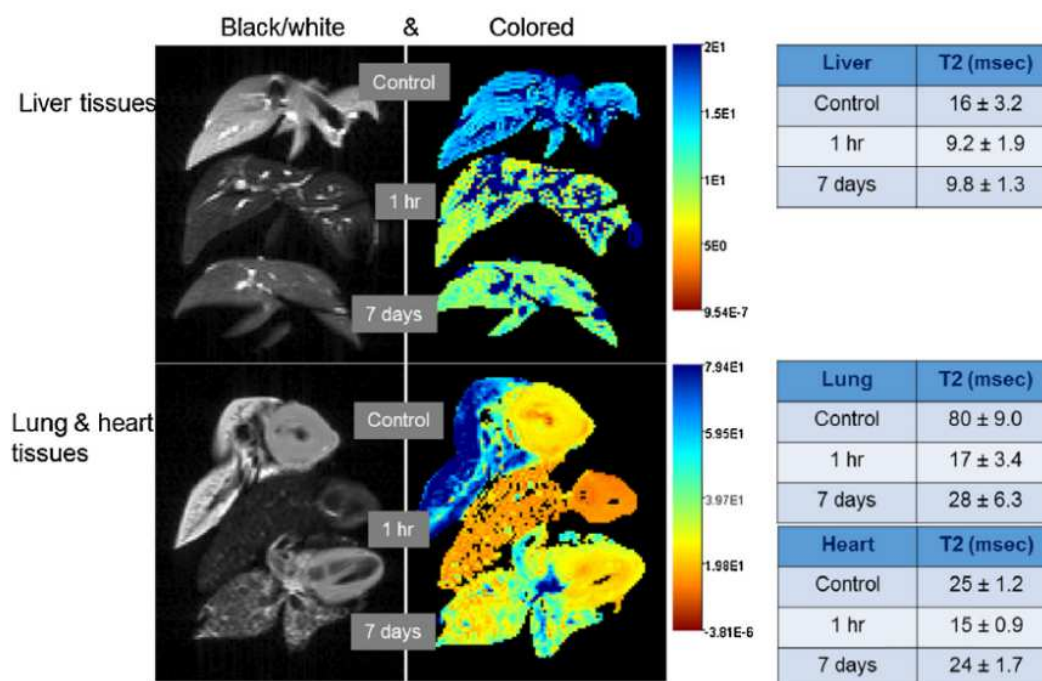 Black/white & Colored
Liver tissues
Control
1 hr
7 days
2E1
1.5E1
1E1
5E0
9.54E-7
Liver T2 (msec)
Control 16 ± 3.2
1 hr 9.2 ± 1.9
7 days 9.8 ± 1.3
Lung & heart
tissues
Control
1 hr
7 days
7.94E1
5.95E1
3.97E1
1.98E1
-3.81E-6
Lung T2 (msec)
Control 80 ± 9.0
1 hr 17 ± 3.4
7 days 28 ± 6.3
Heart T2 (msec)
Control 25 ± 1.2
1 hr 15 ± 0.9
7 days 24 ± 1.7